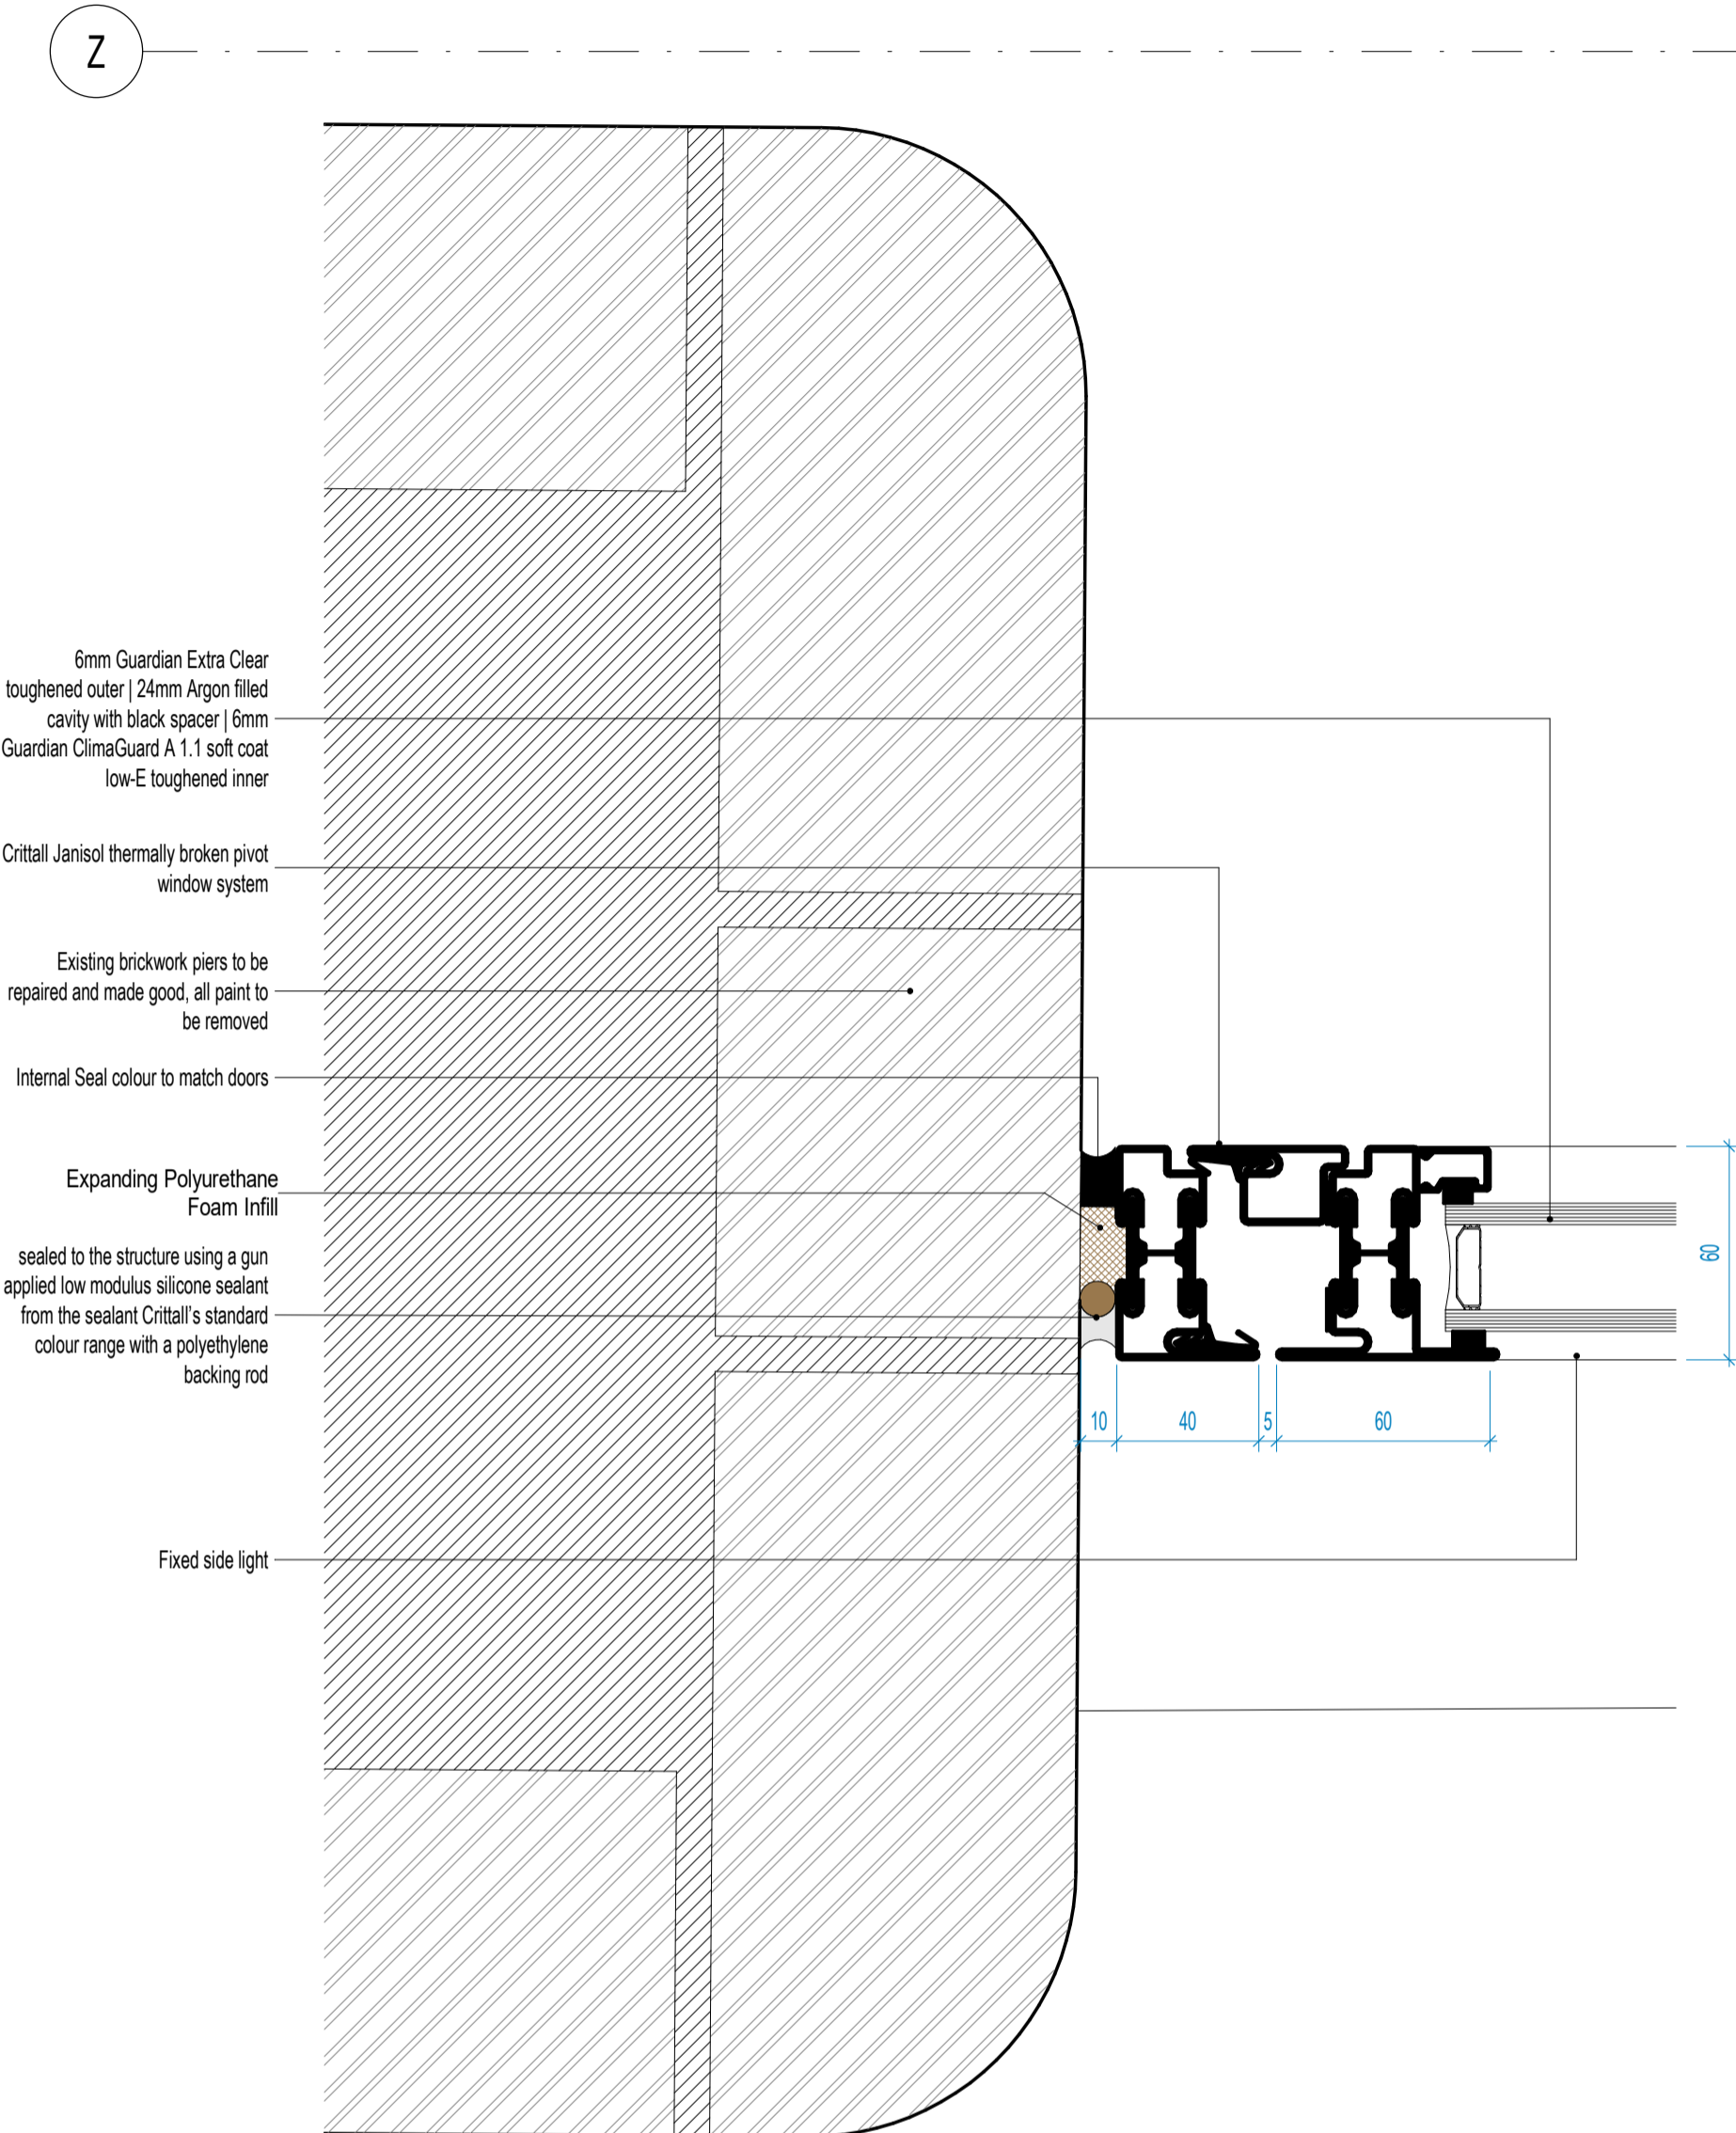 Z
6mm Guardian Extra Clear
toughened outer | 24mm Argon filled
cavity with black spacer | 6mm
Guardian ClimaGuard A 1.1 soft coat
low-E toughened inner
Crittall Janisol thermally broken pivot
window system
Existing brickwork piers to be
repaired and made good, all paint to
be removed
Internal Seal colour to match doors
Expanding Polyurethane
Foam Infill
sealed to the structure using a gun
applied low modulus silicone sealant
from the sealant Crittall's standard
colour range with a polyethylene
backing rod
60
10 40 5 60
Fixed side light